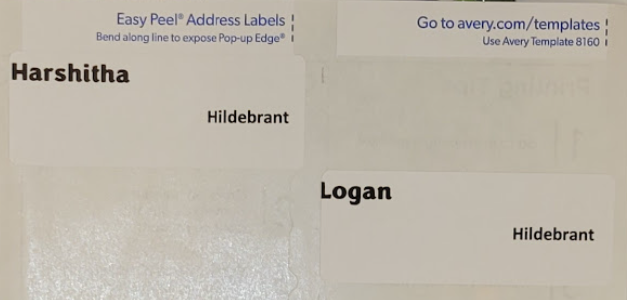 Easy Peel® Address Labels
Bend along line to expose Pop-up Edge®
Go to avery.com/templates
Use Avery Template 8160
Harshitha
Hildebrant
Logan
Hildebrant